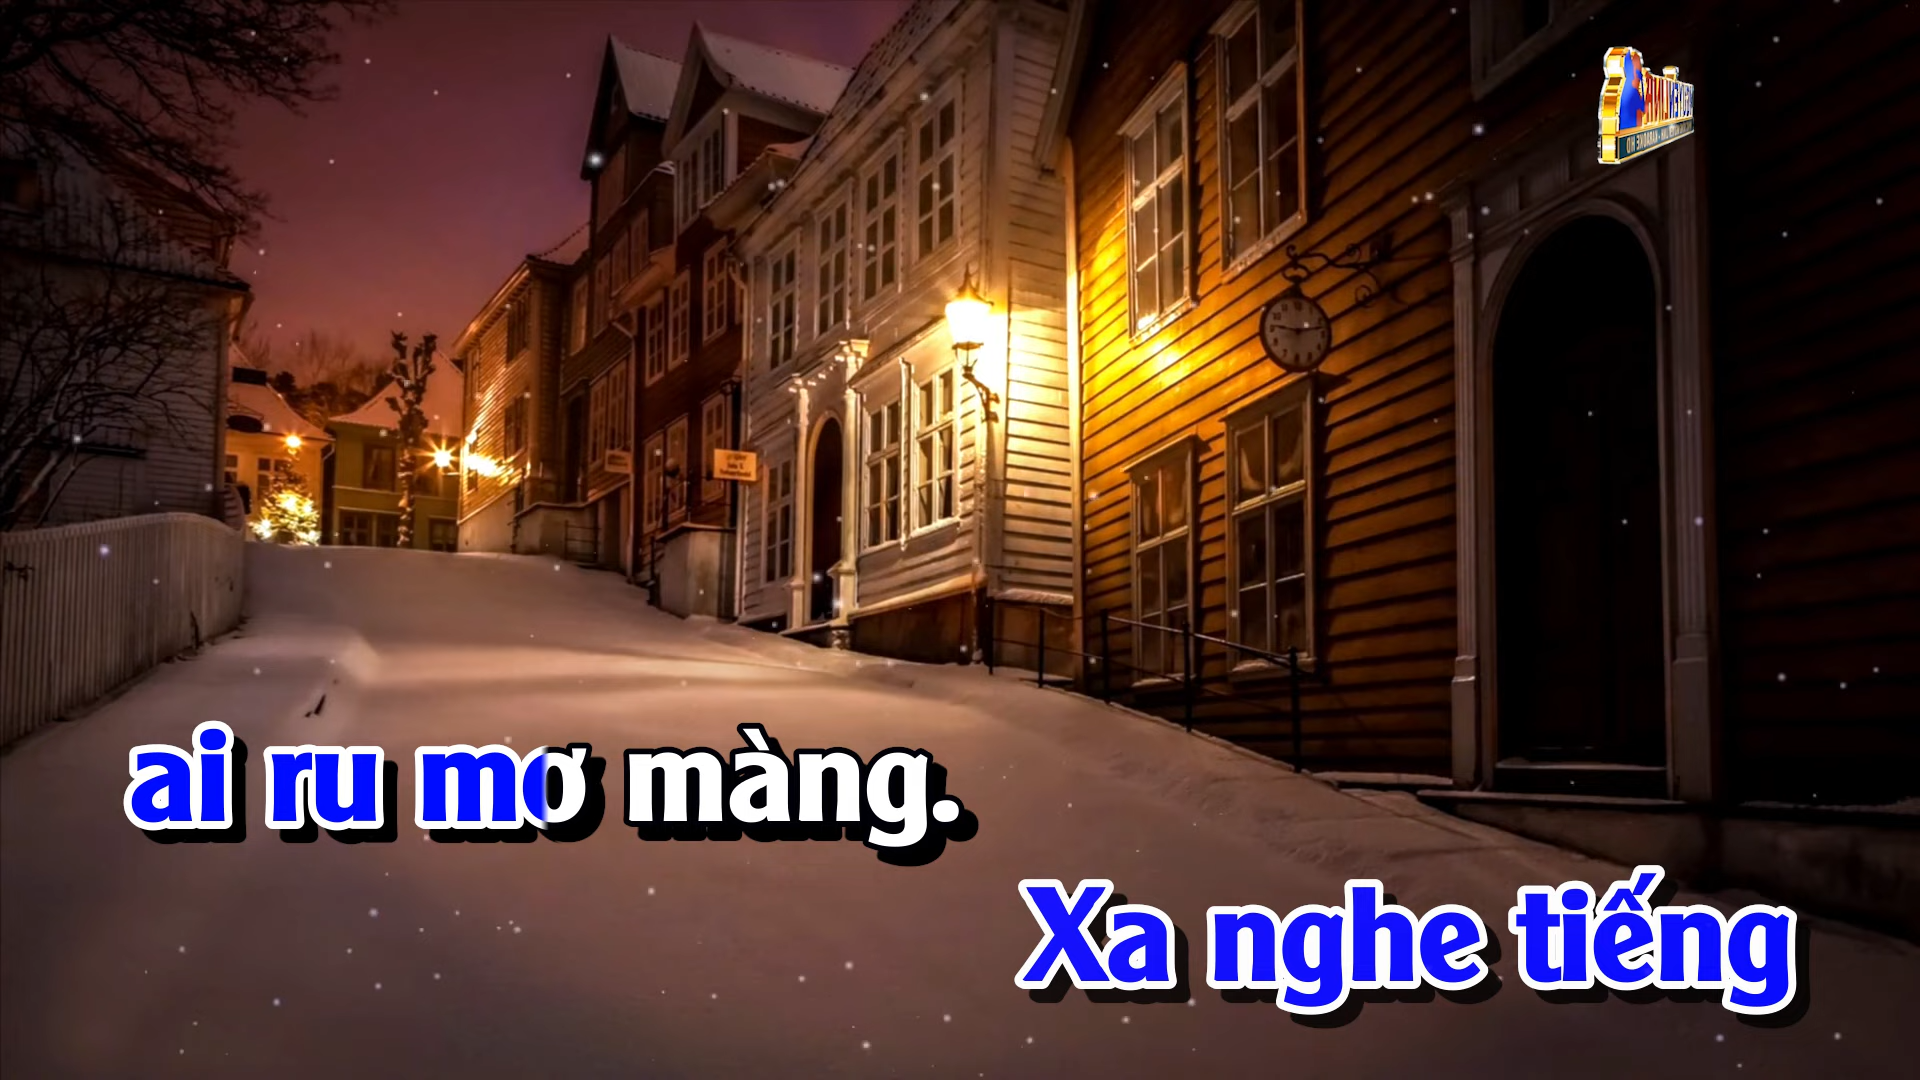 Xa nghe tiếng
ai ru mơ màng.